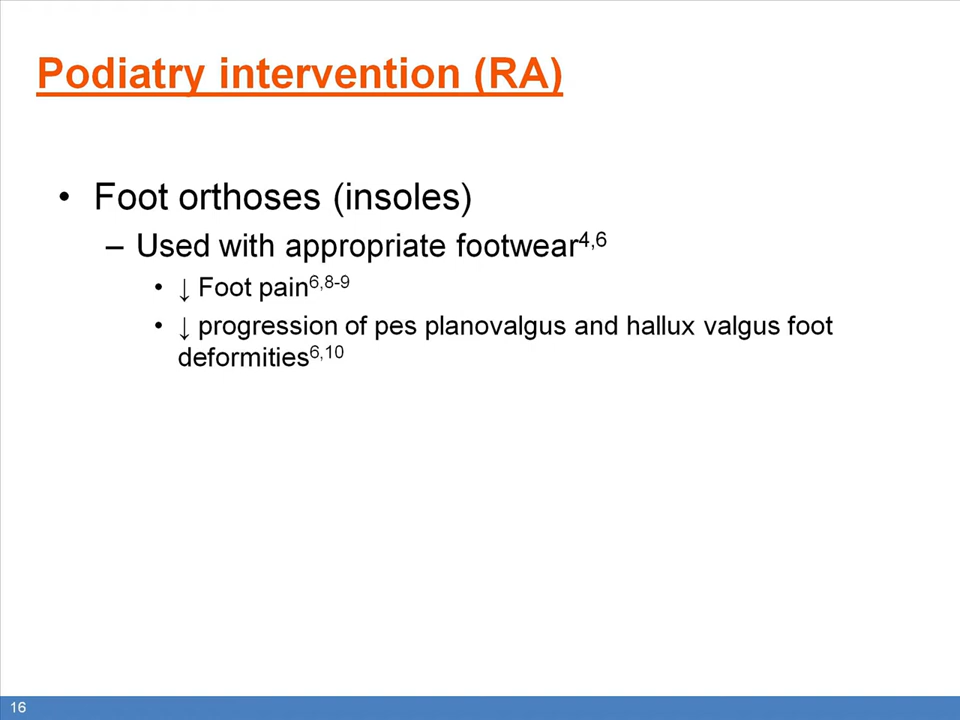 Podiatry intervention (RA)
• Foot orthoses (insoles)
– Used with appropriate footwear4,6
• ↓ Foot pain6,8-9
• ↓ progression of pes planovalgus and hallux valgus foot
deformities6,10
16